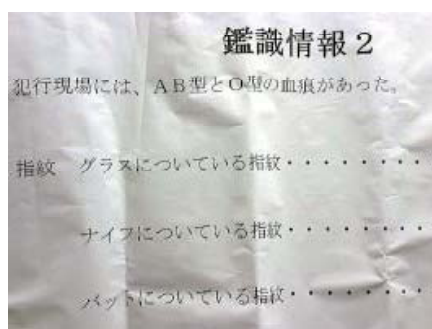 鑑識情報２
犯行現場には、ＡＢ型とＯ型の血痕があった。
指紋　グラスについている指紋・・・・・・・・
ナイフについている指紋・・・・・・・・
バットについている指紋・・・・・・・・